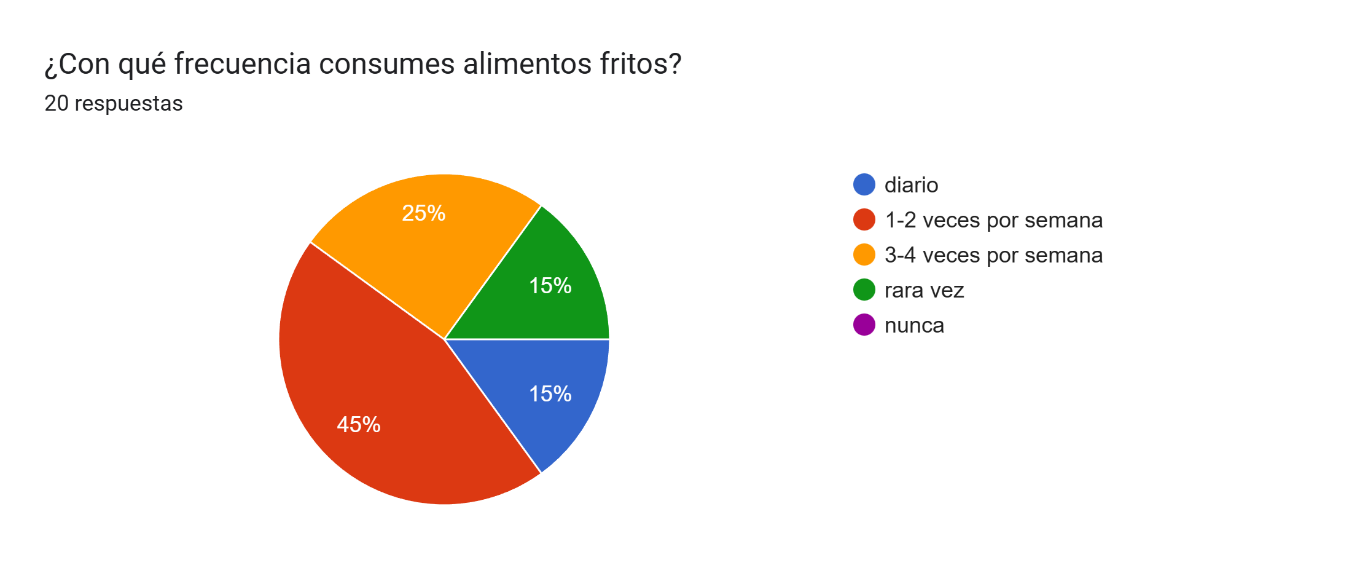 ¿Con qué frecuencia consumes alimentos fritos?
20 respuestas
25%
15%
15%
45%
diario
1-2 veces por semana
3-4 veces por semana
rara vez
nunca